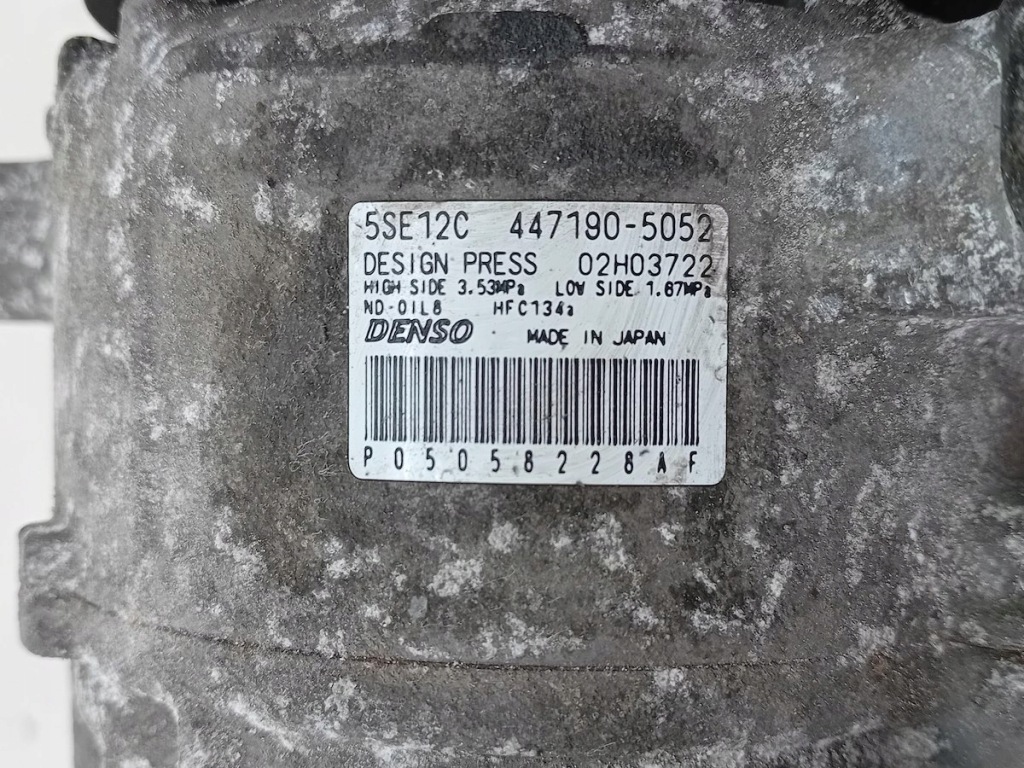 5SE12C 447190-5052
DESIGN PRESS 02H03722
HIGH SIDE 3.53MPa LOW SIDE 1.67MPa
ND-OIL8 HFC134a
DENSO MADE IN JAPAN
P05058228AF